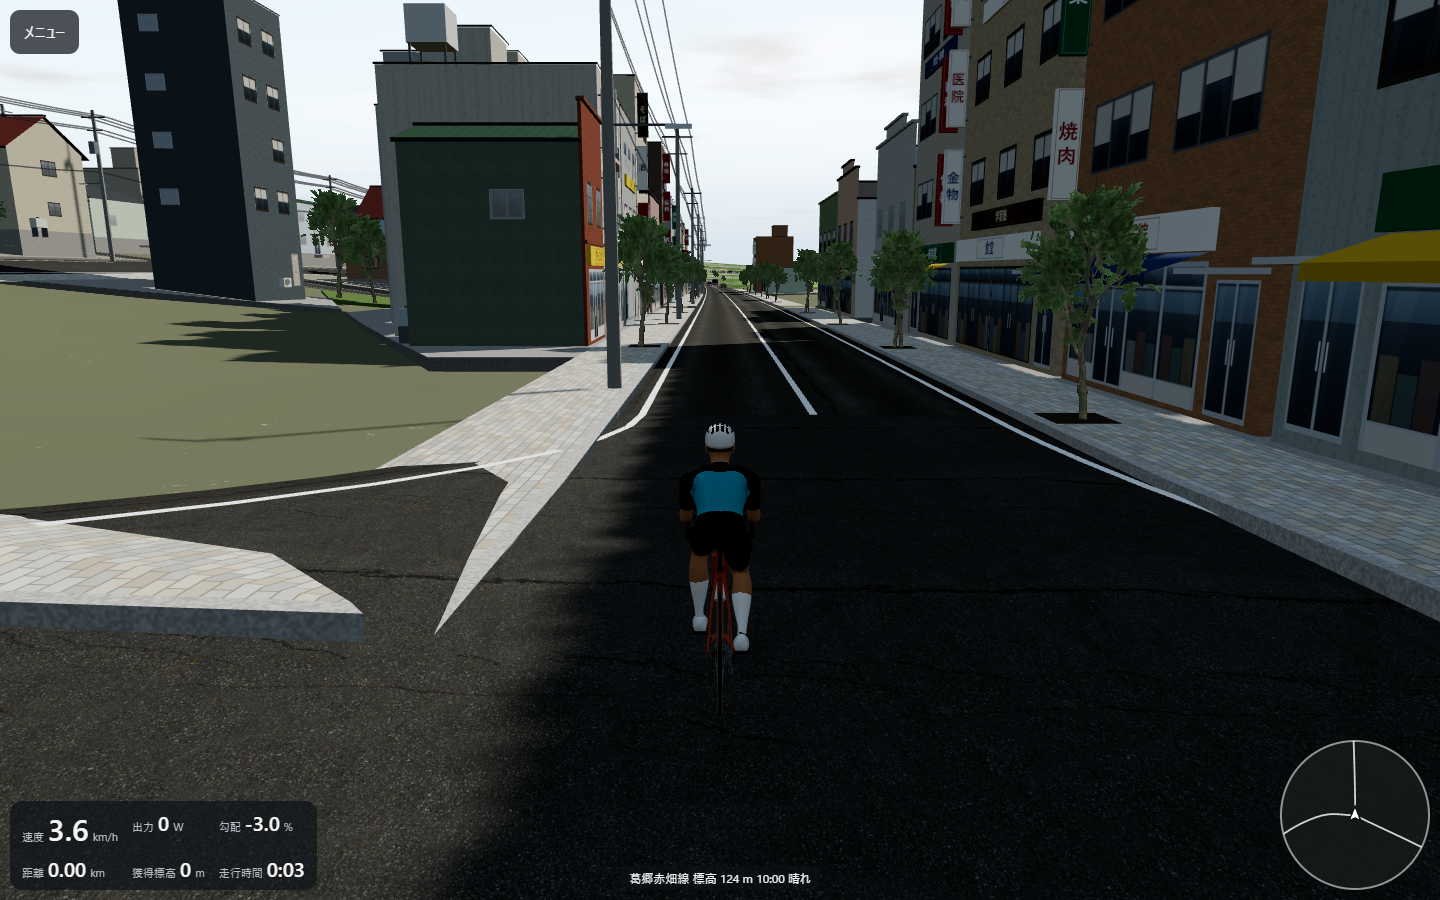 メニュー
医院
焼肉
金物
食堂
速度 3.6 km/h
出力 0 W
勾配 -3.0 %
距離 0.00 km
獲得標高 0 m
走行時間 0:03
葛郷赤畑線 標高 124 m 10:00 晴れ